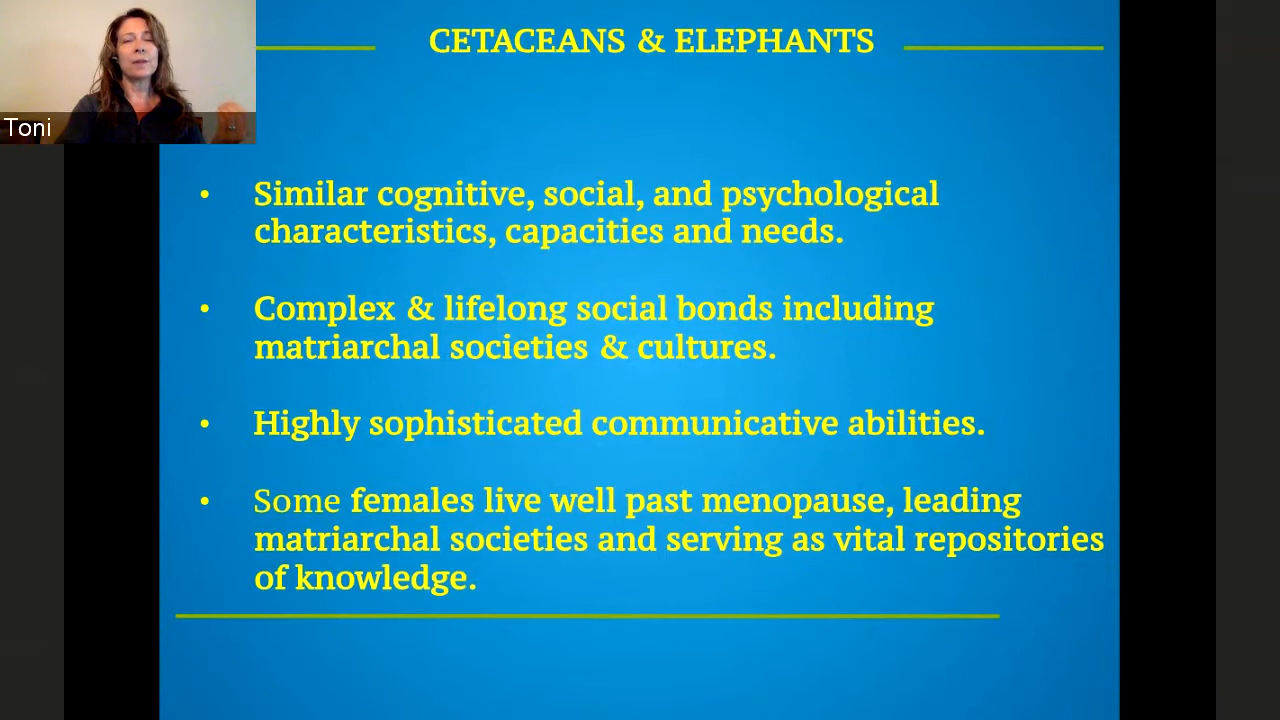 CETACEANS & ELEPHANTS
Toni
• Similar cognitive, social, and psychological
characteristics, capacities and needs.
• Complex & lifelong social bonds including
matriarchal societies & cultures.
• Highly sophisticated communicative abilities.
• Some females live well past menopause, leading
matriarchal societies and serving as vital repositories
of knowledge.